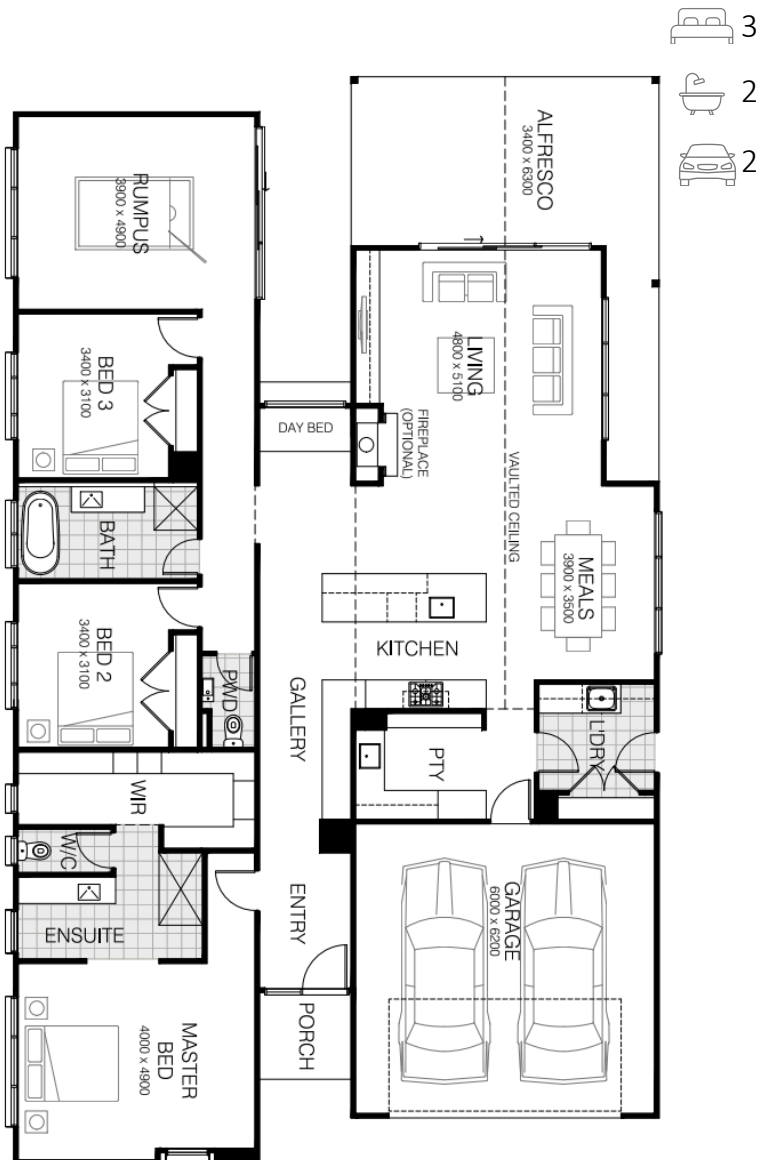 3
2
2
ALFRESCO
3400 x 6300
RUMPUS
3900 x 4900
LIVING
4800 x 5100
BED 3
3400 x 3100
DAY BED
FIREPLACE
(OPTIONAL)
VAULTED CEILING
BATH
MEALS
3900 x 3500
BED 2
3400 x 3100
KITCHEN
PWD
GALLERY
L'DRY
PTY
WIR
W/C
ENTRY
GARAGE
6000 x 6200
ENSUITE
PORCH
MASTER
BED
4000 x 4900